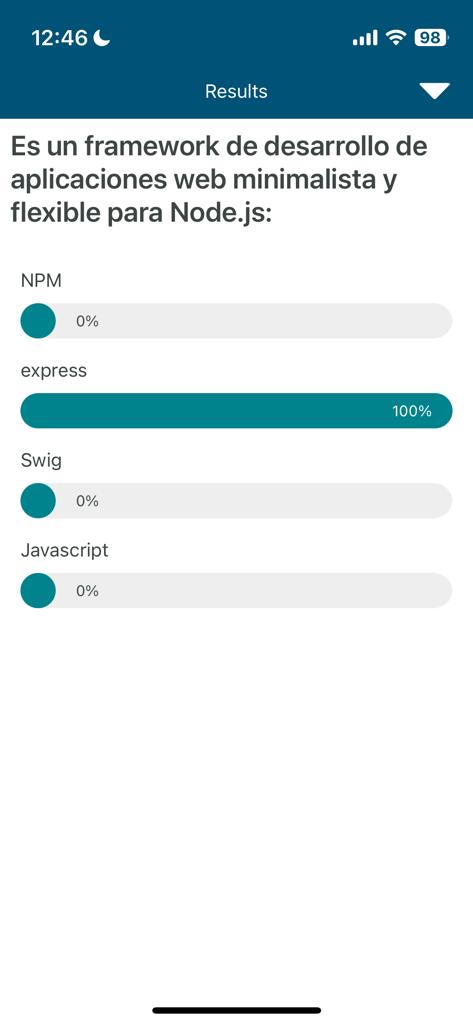 12:46
98
Results
Es un framework de desarrollo de
aplicaciones web minimalista y
flexible para Node.js:
NPM
0%
express
100%
Swig
0%
Javascript
0%